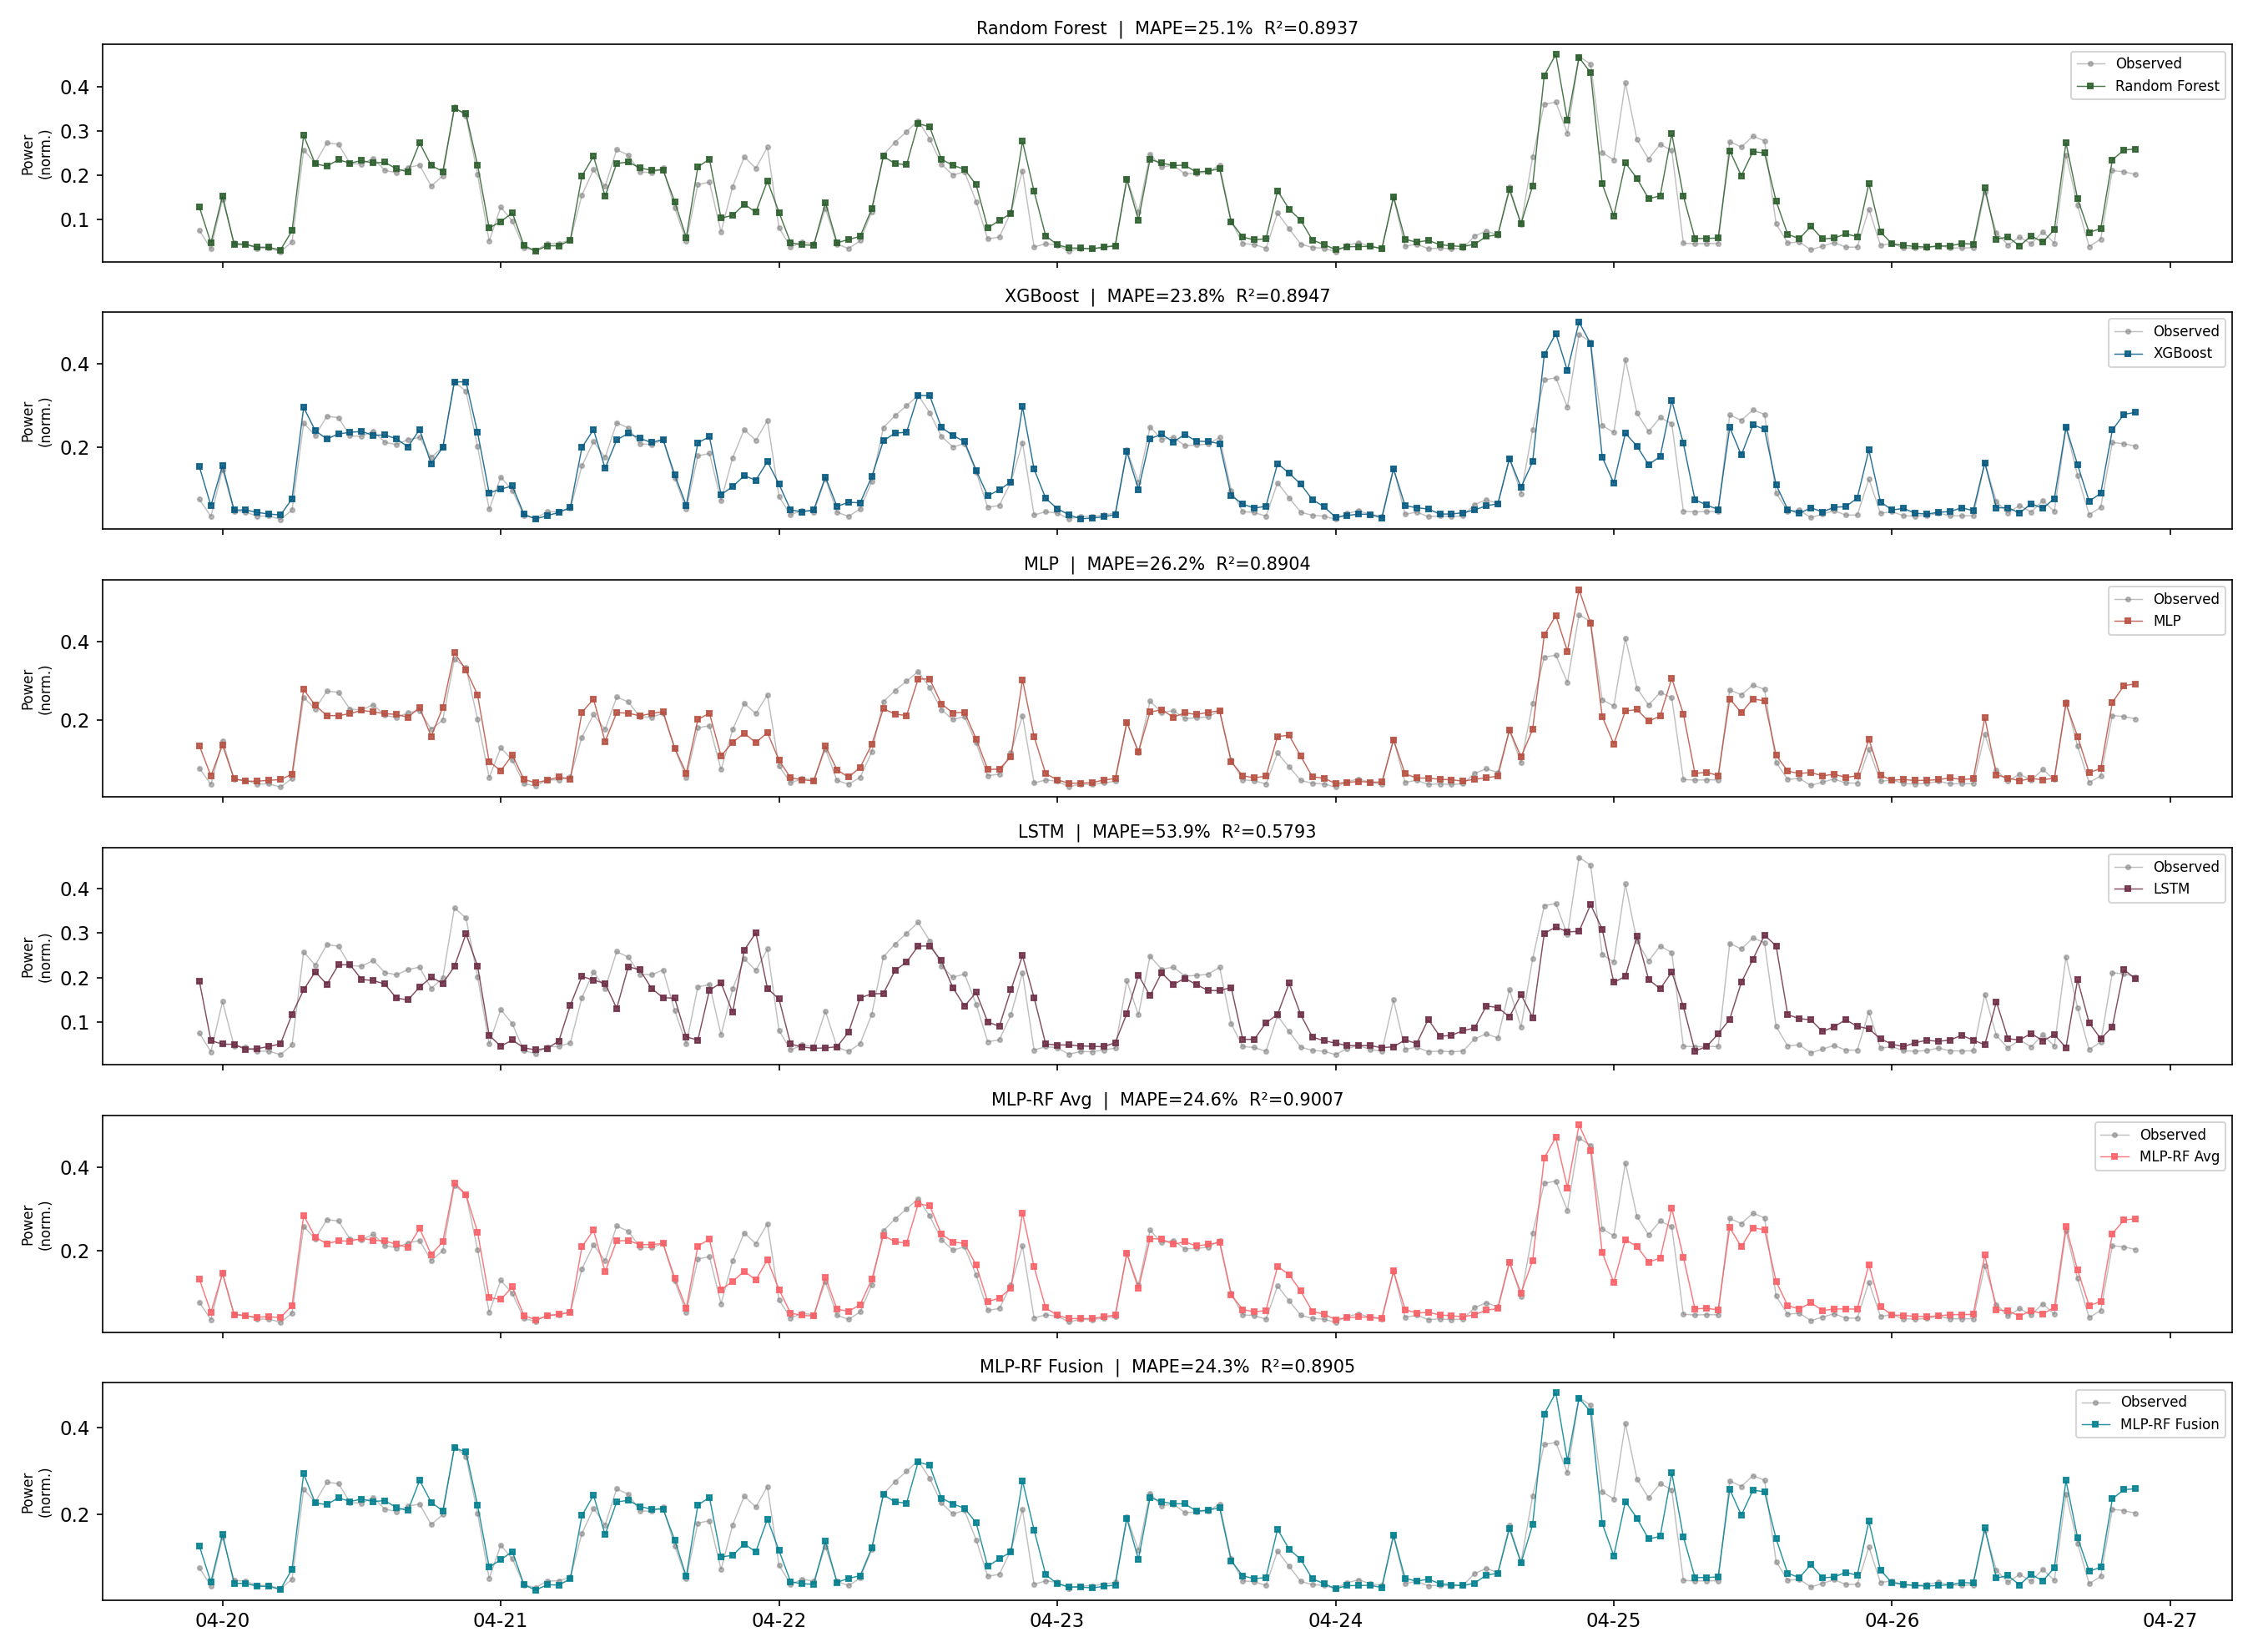 Random Forest | MAPE=25.1% R²=0.8937
Power
(norm.)
0.4
0.3
0.2
0.1
Observed
Random Forest
XGBoost | MAPE=23.8% R²=0.8947
Power
(norm.)
0.4
0.2
Observed
XGBoost
MLP | MAPE=26.2% R²=0.8904
Power
(norm.)
0.4
0.2
Observed
MLP
LSTM | MAPE=53.9% R²=0.5793
Power
(norm.)
0.4
0.3
0.2
0.1
Observed
LSTM
MLP-RF Avg | MAPE=24.6% R²=0.9007
Power
(norm.)
0.4
0.2
Observed
MLP-RF Avg
MLP-RF Fusion | MAPE=24.3% R²=0.8905
Power
(norm.)
0.4
0.2
Observed
MLP-RF Fusion
04-20 04-21 04-22 04-23 04-24 04-25 04-26 04-27